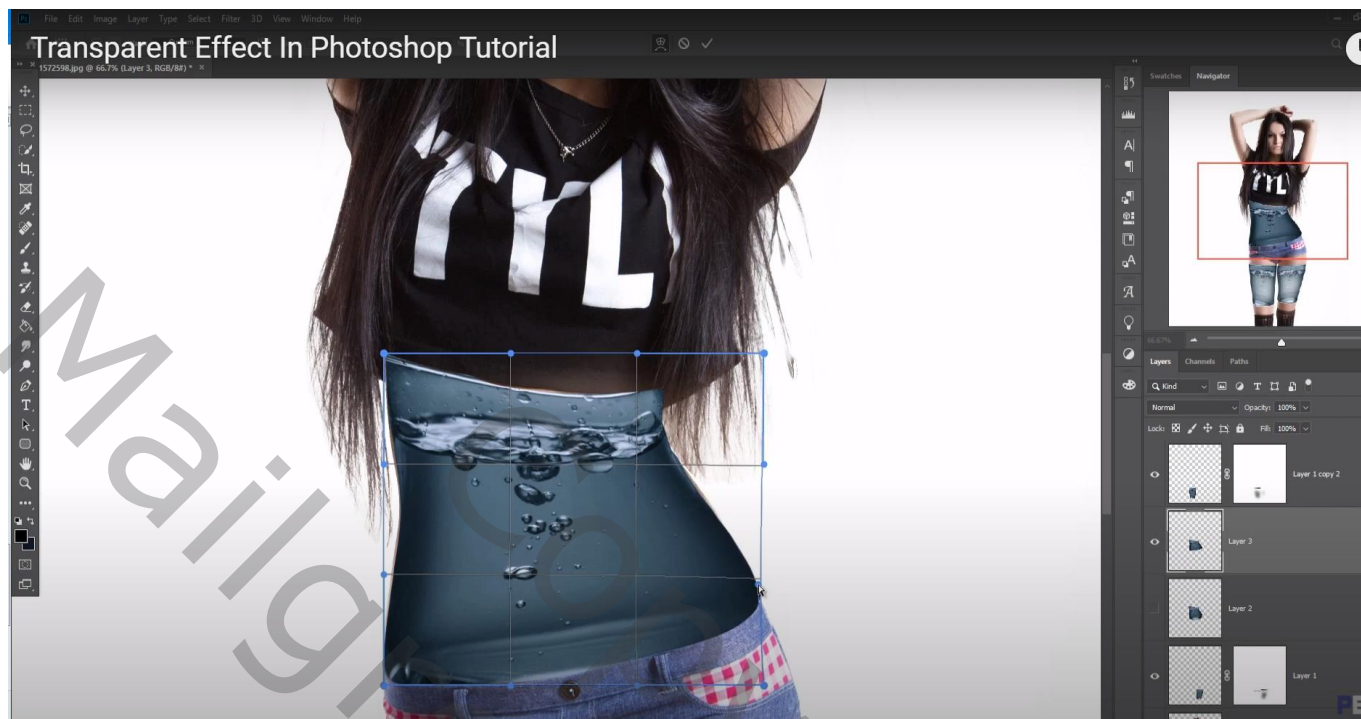 File Edit Image Layer Type Select Filter 3D View Window Help
Transparent Effect In Photoshop Tutorial
1572598.jpg @ 66.7% (Layer 3, RGB/8#) *
Swatches Navigator
TYL
66.67%
Layers Channels Paths
Kind
Normal Opacity: 100%
Lock: Fill: 100%
Layer 1 copy 2
Layer 3
Layer 2
Layer 1